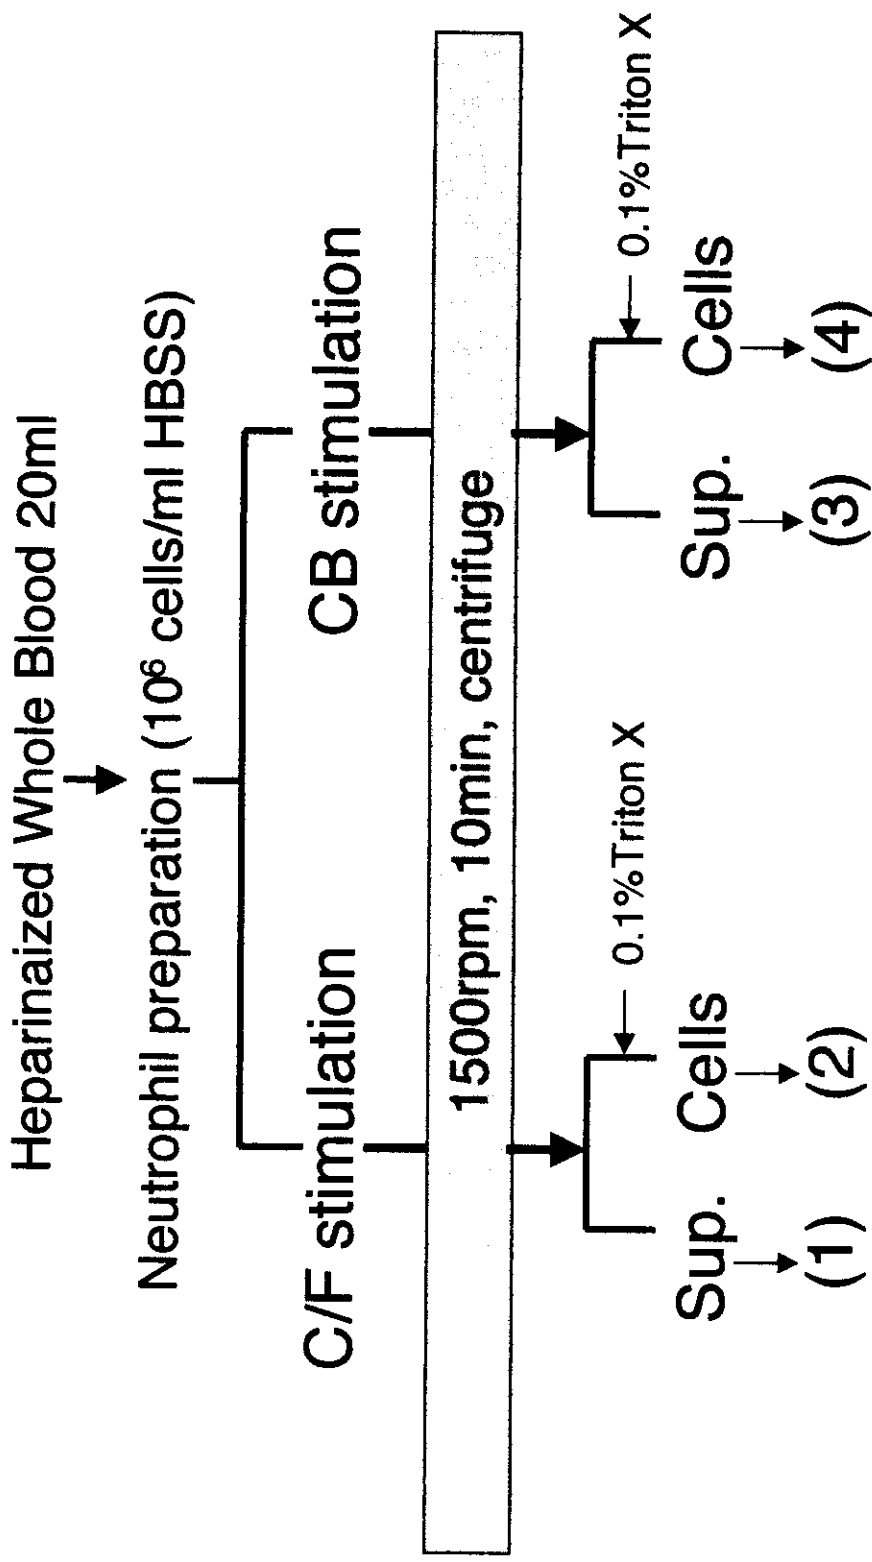 Heparinaized Whole Blood 20ml
Neutrophil preparation (10⁶ cells/ml HBSS)
C/F stimulation
CB stimulation
1500rpm, 10min, centrifuge
0.1%Triton X
0.1%Triton X
Sup.
Cells
Sup.
Cells
(1)
(2)
(3)
(4)